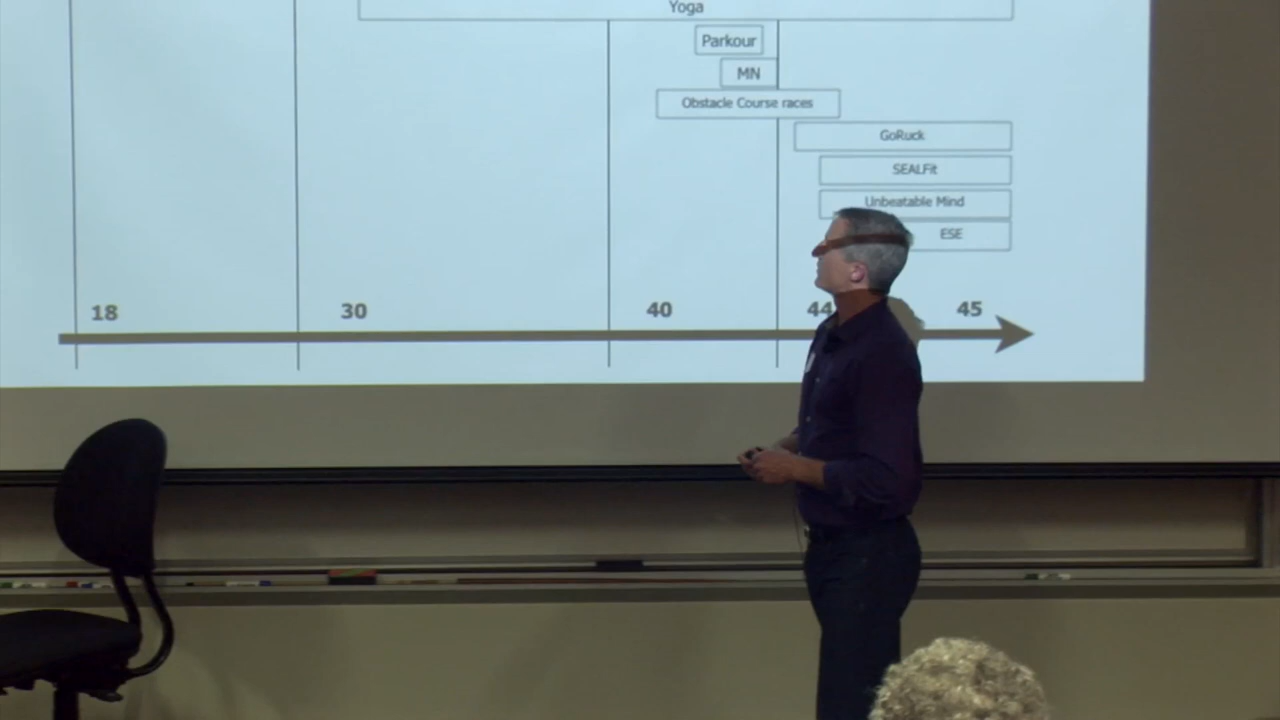 Yoga
Parkour
MN
Obstacle Course races
GoRuck
SEALFit
Unbeatable Mind
ESE
18 30 40 44 45